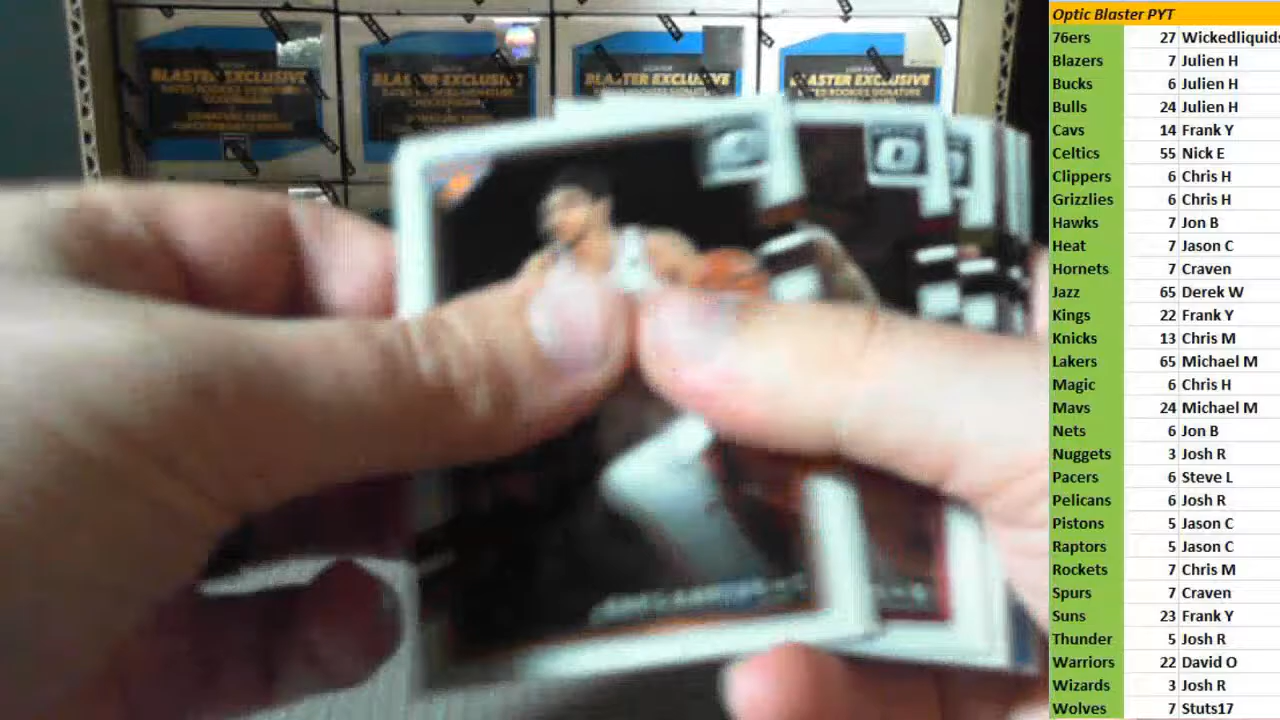 Optic Blaster PYT
76ers 27 Wickedliquids
Blazers 7 Julien H
Bucks 6 Julien H
Bulls 24 Julien H
Cavs 14 Frank Y
Celtics 55 Nick E
Clippers 6 Chris H
Grizzlies 6 Chris H
Hawks 7 Jon B
Heat 7 Jason C
Hornets 7 Craven
Jazz 65 Derek W
Kings 22 Frank Y
Knicks 13 Chris M
Lakers 65 Michael M
Magic 6 Chris H
Mavs 24 Michael M
Nets 6 Jon B
Nuggets 3 Josh R
Pacers 6 Steve L
Pelicans 6 Josh R
Pistons 5 Jason C
Raptors 5 Jason C
Rockets 7 Chris M
Spurs 7 Craven
Suns 23 Frank Y
Thunder 5 Josh R
Warriors 22 David O
Wizards 3 Josh R
Wolves 7 Stuts17
BLASTER EXCLUSIVE
BLASTER EXCLUSIV
BLASTER EXCLUSIVE
BLASTER EXCLUSIVE